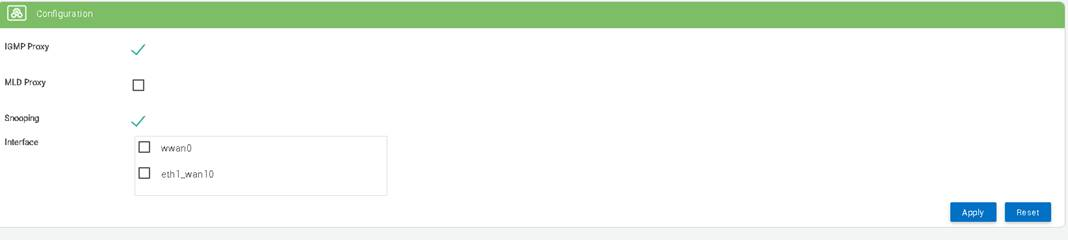 Configuration
IGMP Proxy
MLD Proxy
Snooping
Interface
wwan0
eth1_wan10
Apply Reset